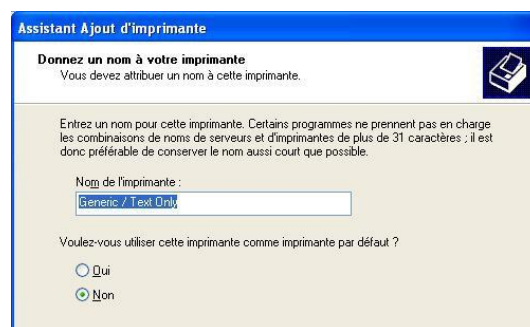 Assistant Ajout d'imprimante
Donnez un nom à votre imprimante
Vous devez attribuer un nom à cette imprimante.
Entrez un nom pour cette imprimante. Certains programmes ne prennent pas en charge
les combinaisons de noms de serveurs et d'imprimantes de plus de 31 caractères ; il est
donc préférable de conserver le nom aussi court que possible.
Nom de l'imprimante :
Generic / Text Only
Voulez-vous utiliser cette imprimante comme imprimante par défaut ?
Oui
Non